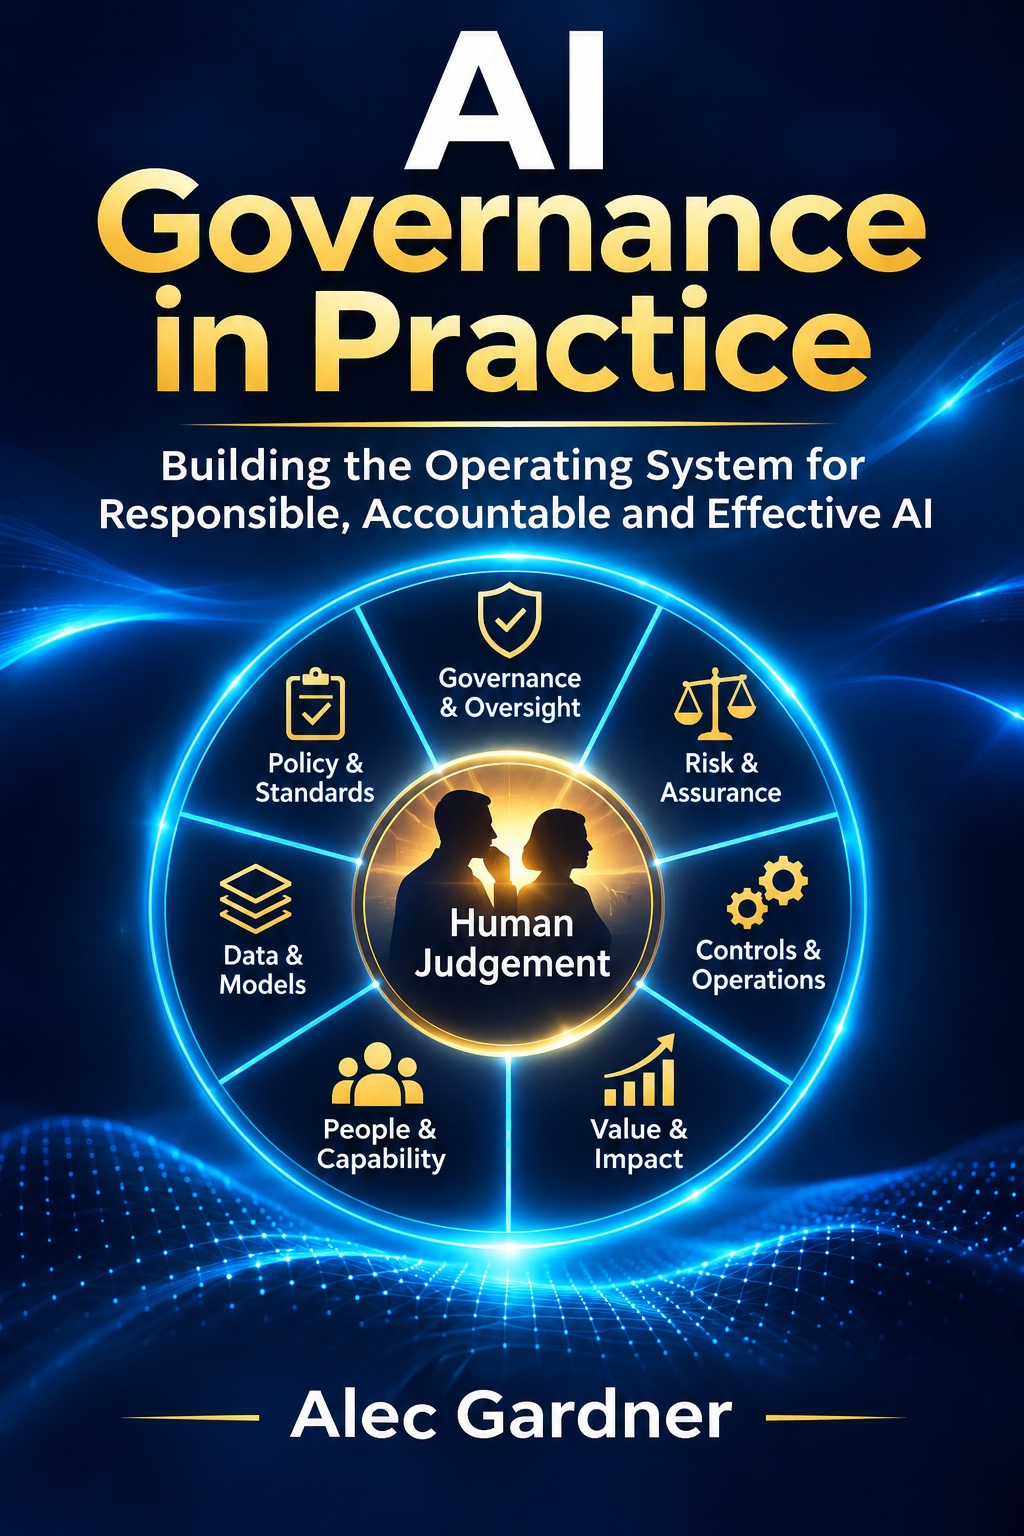 AI
Governance
in Practice
Building the Operating System for
Responsible, Accountable and Effective AI
Governance
& Oversight
Policy &
Standards
Risk &
Assurance
Data &
Models
Human
Judgement
Controls &
Operations
People &
Capability
Value &
Impact
Alec Gardner